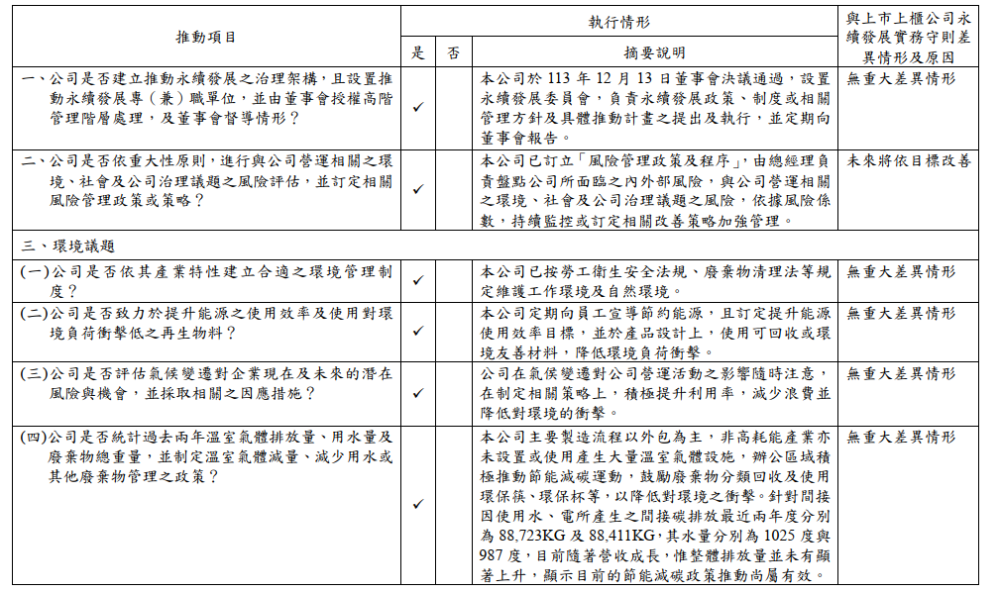 推動項目
執行情形
與上市上櫃公司永
續發展實務守則差
異情形及原因
是
否
摘要說明
一、公司是否建立推動永續發展之治理架構，且設置推
動永續發展專（兼）職單位，並由董事會授權高階
管理階層處理，及董事會督導情形？
✓
本公司於 113 年 12 月 13 日董事會決議通過，設置
永續發展委員會，負責永續發展政策、制度或相關
管理方針及具體推動計畫之提出及執行，並定期向
董事會報告。
無重大差異情形
二、公司是否依重大性原則，進行與公司營運相關之環
境、社會及公司治理議題之風險評估，並訂定相關
風險管理政策或策略？
✓
本公司已訂立「風險管理政策及程序」，由總經理負
責盤點公司所面臨之內外部風險，與公司營運相關
之環境、社會及公司治理議題之風險，依據風險係
數，持續監控或訂定相關改善策略加強管理。
未來將依目標改善
三、環境議題
(一)公司是否依其產業特性建立合適之環境管理制
度？
✓
本公司已按勞工衛生安全法規、廢棄物清理法等規
定維護工作環境及自然環境。
無重大差異情形
(二)公司是否致力於提升能源之使用效率及使用對環
境負荷衝擊低之再生物料？
✓
本公司定期向員工宣導節約能源，且訂定提升能源
使用效率目標，並於產品設計上，使用可回收或環
境友善材料，降低環境負荷衝擊。
無重大差異情形
(三)公司是否評估氣候變遷對企業現在及未來的潛在
風險與機會，並採取相關之因應措施？
✓
公司在氣侯變遷對公司營運活動之影響隨時注意，
在制定相關策略上，積極提升利用率，減少浪費並
降低對環境的衝擊。
無重大差異情形
(四)公司是否統計過去兩年溫室氣體排放量、用水量及
廢棄物總重量，並制定溫室氣體減量、減少用水或
其他廢棄物管理之政策？
✓
本公司主要製造流程以外包為主，非高耗能產業亦
未設置或使用產生大量溫室氣體設施，辦公區域積
極推動節能減碳運動，鼓勵廢棄物分類回收及使用
環保筷、環保杯等，以降低對環境之衝擊。針對間接
因使用水、電所產生之間接碳排放最近兩年度分別
為 88,723KG 及 88,411KG，其水量分別為 1025 度與
987 度，目前隨著營收成長，惟整體排放量並未有顯
著上升，顯示目前的節能減碳政策推動尚屬有效。
無重大差異情形